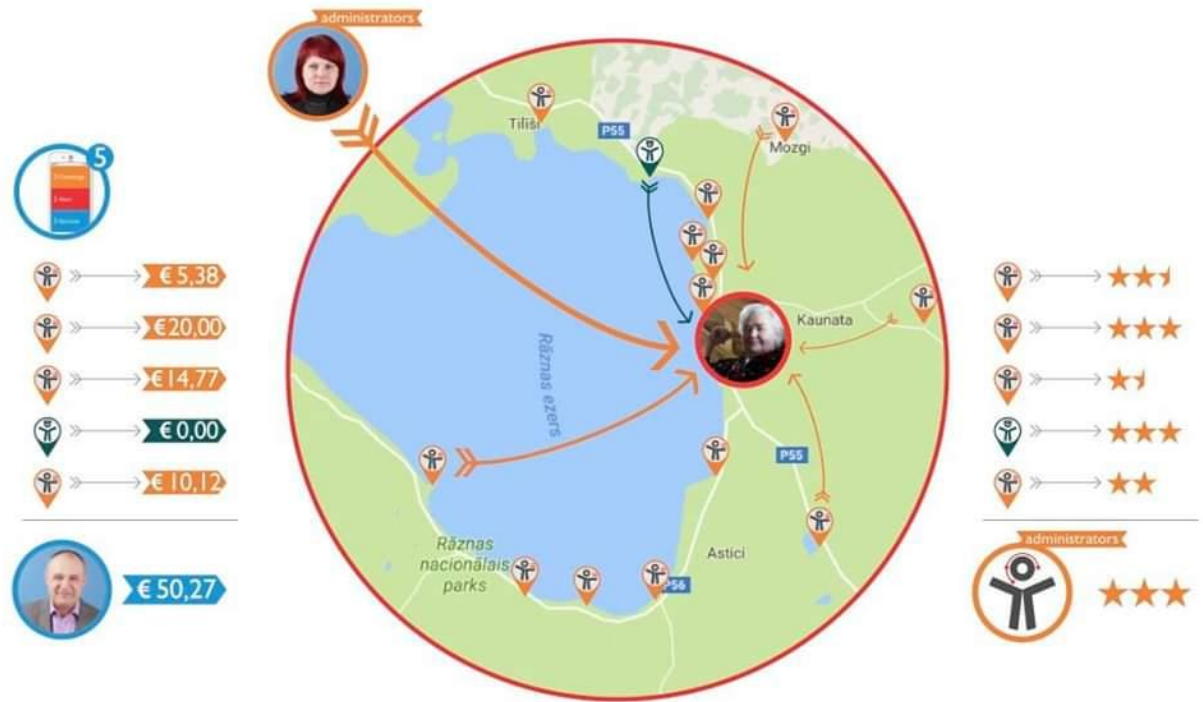 administrators
5
€ 5,38
€ 20,00
€ 14,77
€ 0,00
€ 10,12
€ 50,27
Tilīši
P55
Mozgi
Kaunata
Rāznas ezers
P55
Astici
Rāznas
nacionālais
parks
P56
administrators